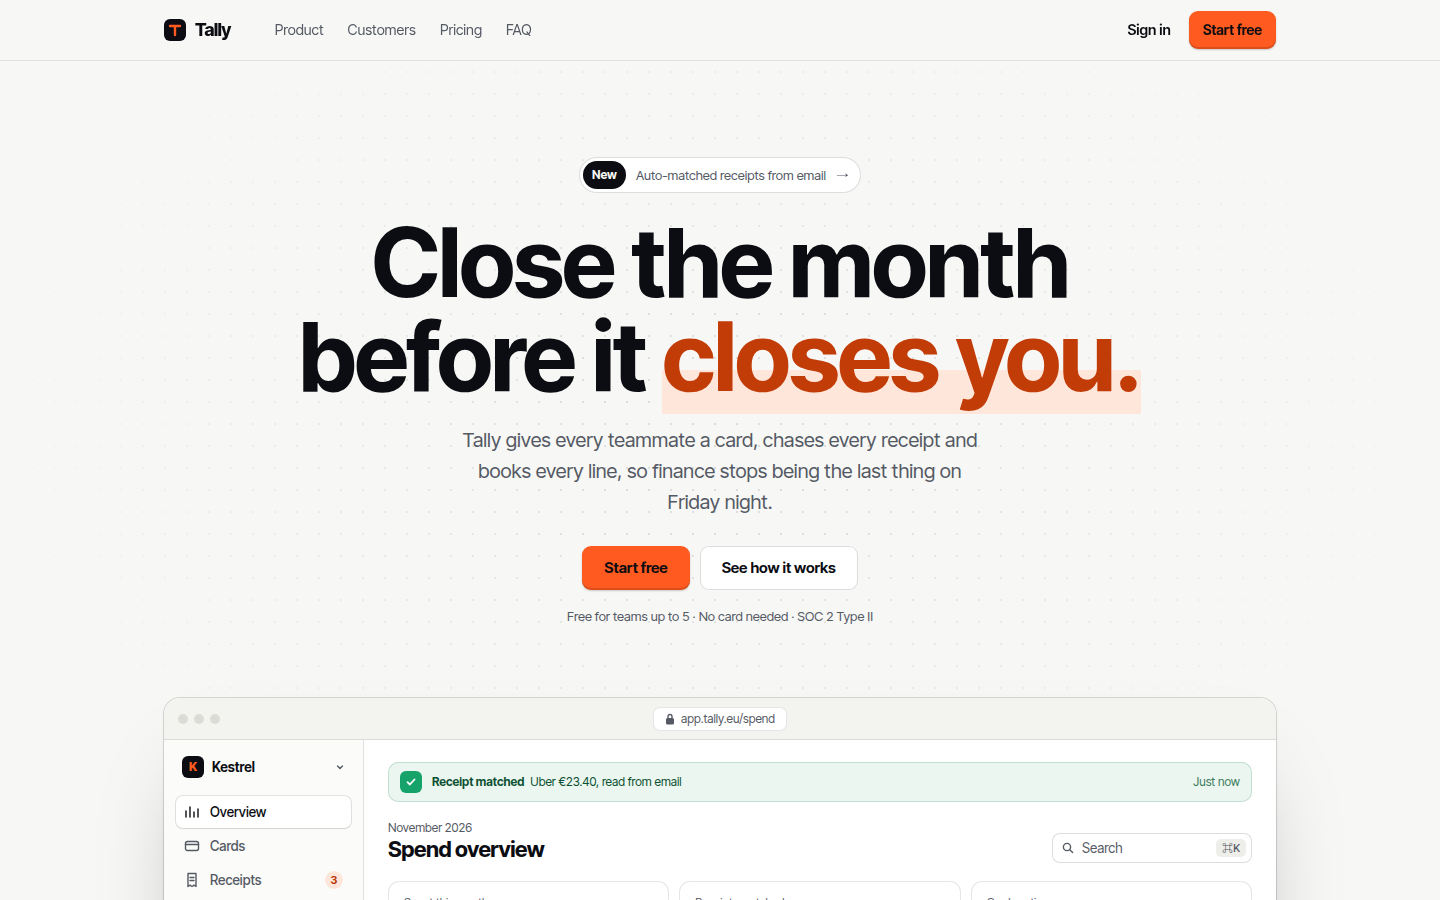 Tally
Product
Customers
Pricing
FAQ
Sign in
Start free
New
Auto-matched receipts from email →
Close the month
before it closes you.
Tally gives every teammate a card, chases every receipt and
books every line, so finance stops being the last thing on
Friday night.
Start free
See how it works
Free for teams up to 5 · No card needed · SOC 2 Type II
app.tally.eu/spend
K
Kestrel
Overview
Cards
Receipts
3
Receipt matched Uber €23.40, read from email
Just now
November 2026
Spend overview
Search
⌘K